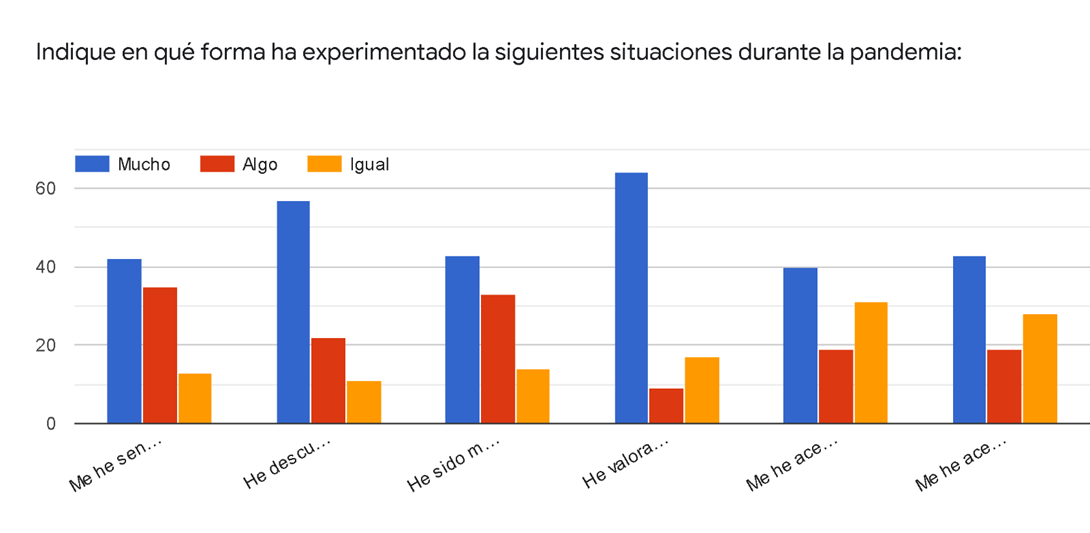 Indique en qué forma ha experimentado la siguientes situaciones durante la pandemia:
Mucho Algo Igual
60
40
20
0
Me he sen...
He descu...
He sido m...
He valora...
Me he ace...
Me he ace...